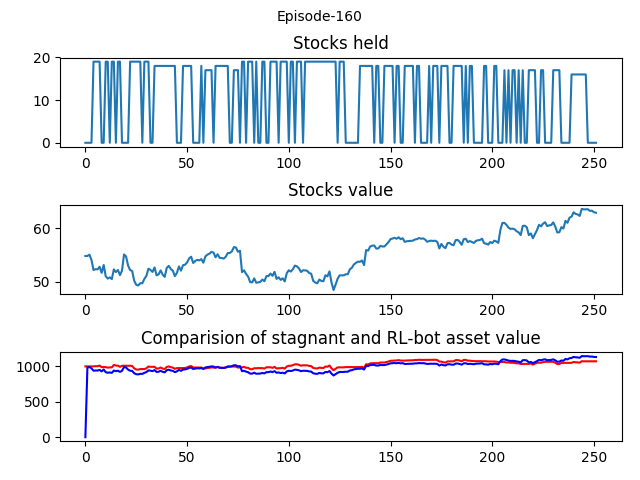 Episode-160
Stocks held
20
10
0
0 50 100 150 200 250
Stocks value
60
50
0 50 100 150 200 250
Comparision of stagnant and RL-bot asset value
1000
500
0
0 50 100 150 200 250